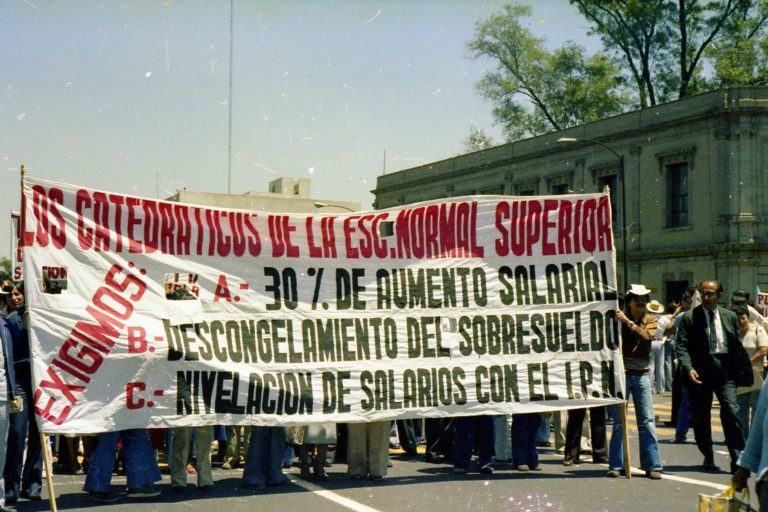 LOS CATEDRATICOS DE LA ESC. NORMAL SUPERIOR
EXIGIMOS:
A.- 30 % DE AUMENTO SALARIAL
B.- DESCONGELAMIENTO DEL SOBRESUELDO
C.- NIVELACION DE SALARIOS CON EL I.P.N